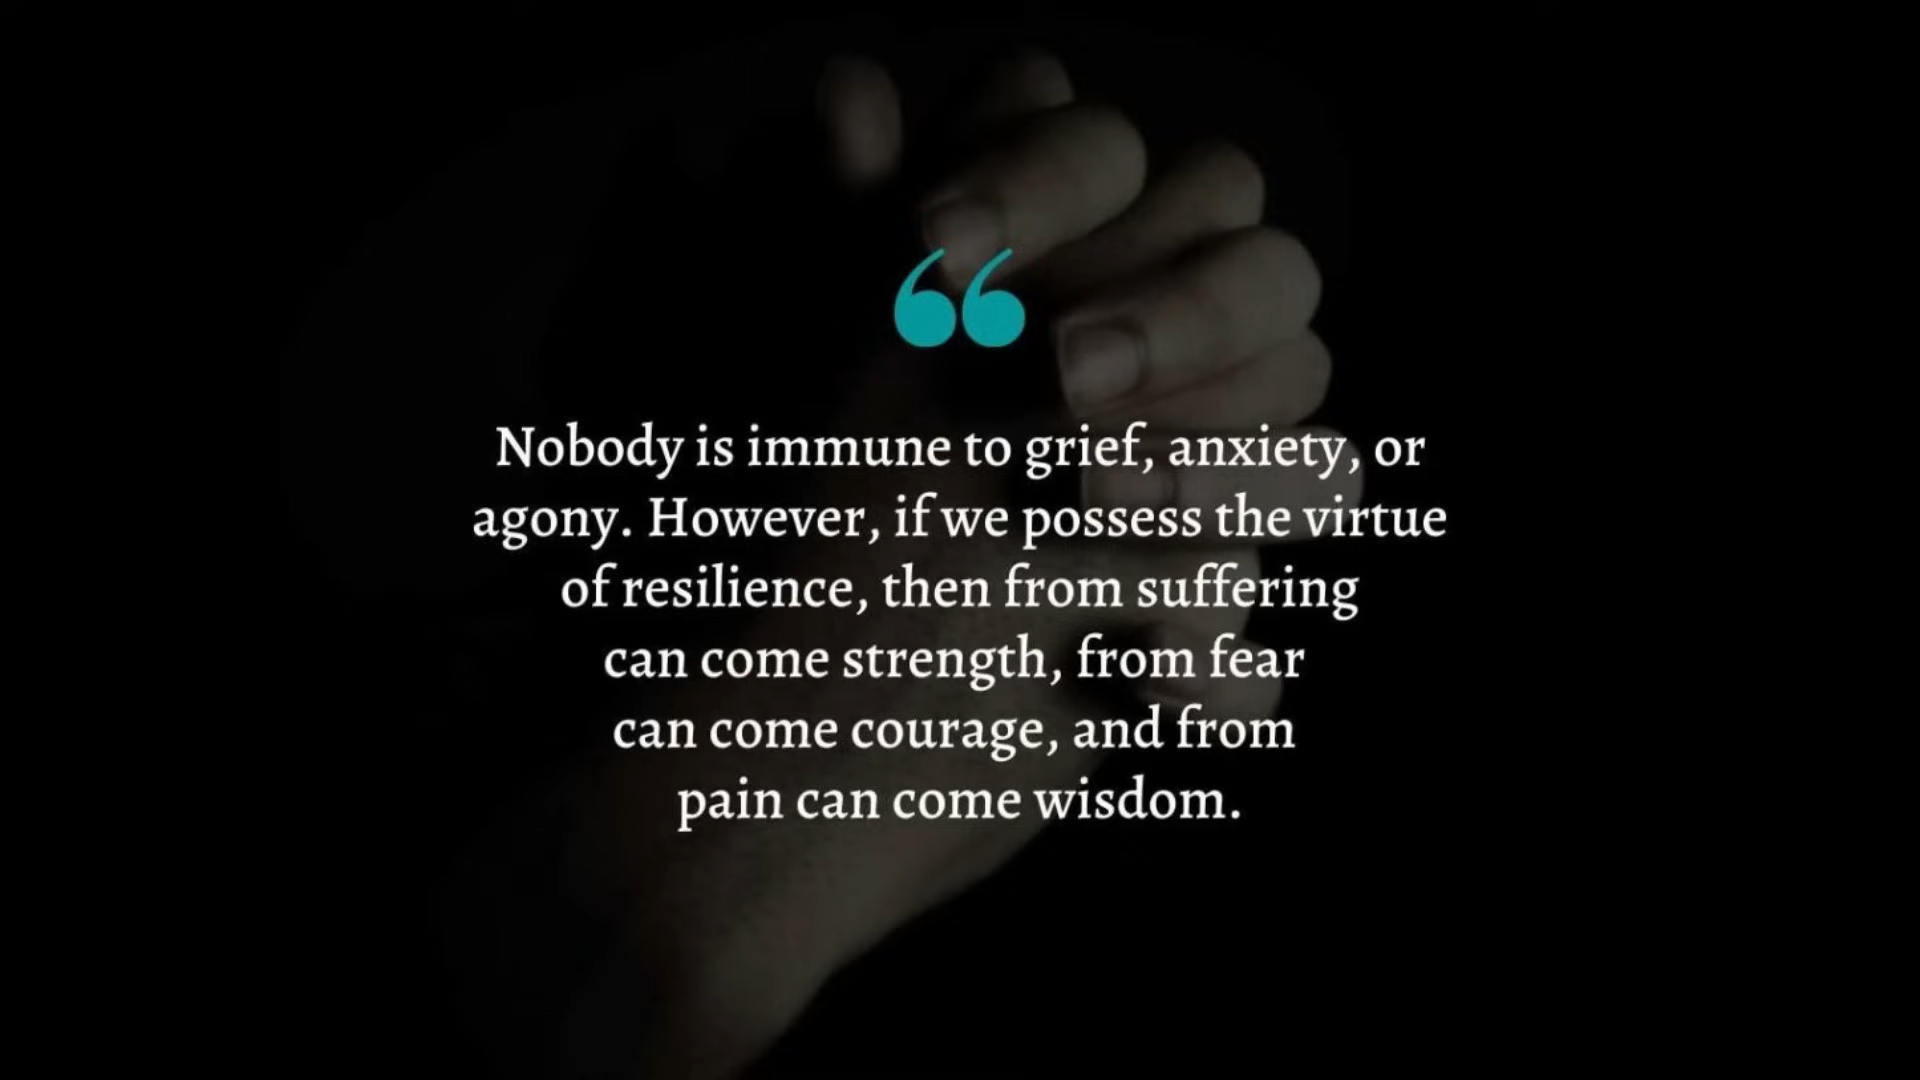 “
Nobody is immune to grief, anxiety, or
agony. However, if we possess the virtue
of resilience, then from suffering
can come strength, from fear
can come courage, and from
pain can come wisdom.